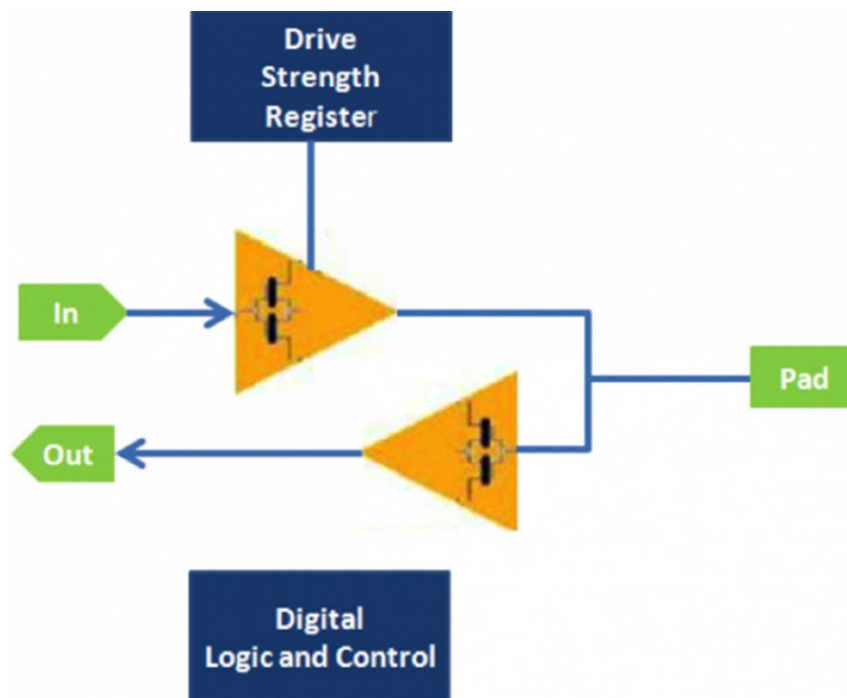 Drive
Strength
Register
In
Pad
Out
Digital
Logic and Control